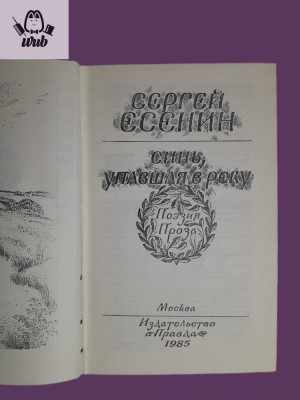 wub
СЕРГЕЙ
ЕСЕНИН
СИНЬ,
УПАВШАЯ В РЕКУ
Поэзия
Проза
Москва
Издательство
«Правда»
1985